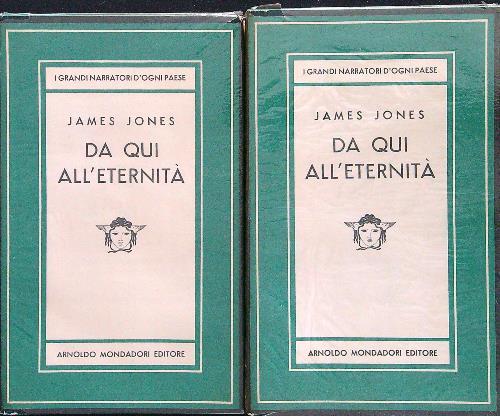 I GRANDI NARRATORI D'OGNI PAESE
JAMES JONES
DA QUI
ALL'ETERNITÀ
ARNOLDO MONDADORI EDITORE
I GRANDI NARRATORI D'OGNI PAESE
JAMES JONES
DA QUI
ALL'ETERNITÀ
ARNOLDO MONDADORI EDITORE